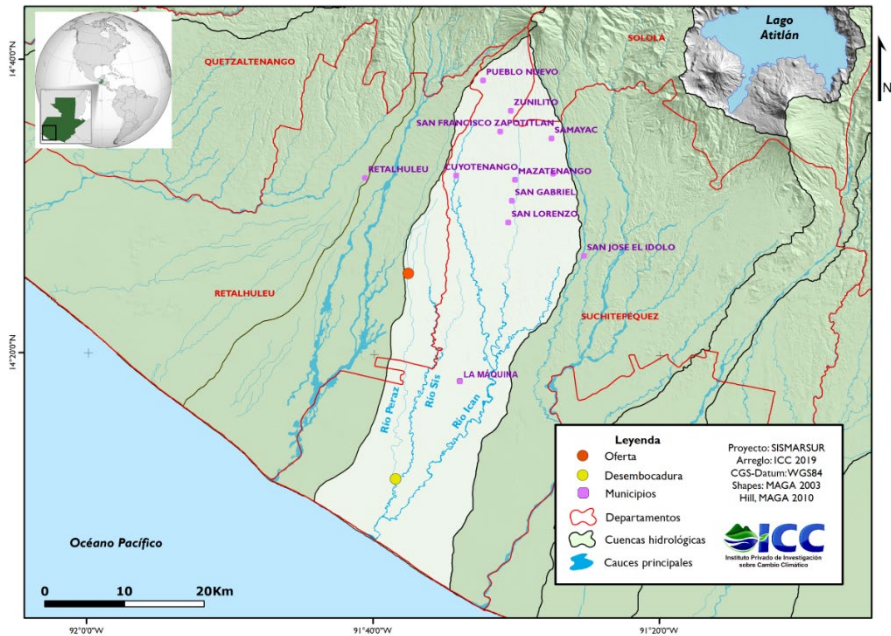 Lago
Atitlán
SOLOLA
QUETZALTENANGO
N
14°40'0"N
PUEBLO NUEVO
ZUNILITO
SAN FRANCISCO ZAPOTITLAN
SAMAYAC
RETALHULEU
CUYOTENANGO
MAZATENANGO
SAN GABRIEL
SAN LORENZO
SAN JOSE EL IDOLO
RETALHULEU
SUCHITEPEQUEZ
14°20'0"N
LA MAQUINA
Río Peraz
Río Sis
Río Ican
Océano Pacífico
0 10 20Km
Leyenda
Oferta
Desembocadura
Municipios
Departamentos
Cuencas hidrológicas
Cauces principales
Proyecto: SISMARSUR
Arreglo: ICC 2019
CGS-Datum: WGS84
Shapes: MAGA 2003
Hill, MAGA 2010
ICC
Instituto Privado de Investigación
sobre Cambio Climático
92°0'0"W 91°40'0"W 91°20'0"W